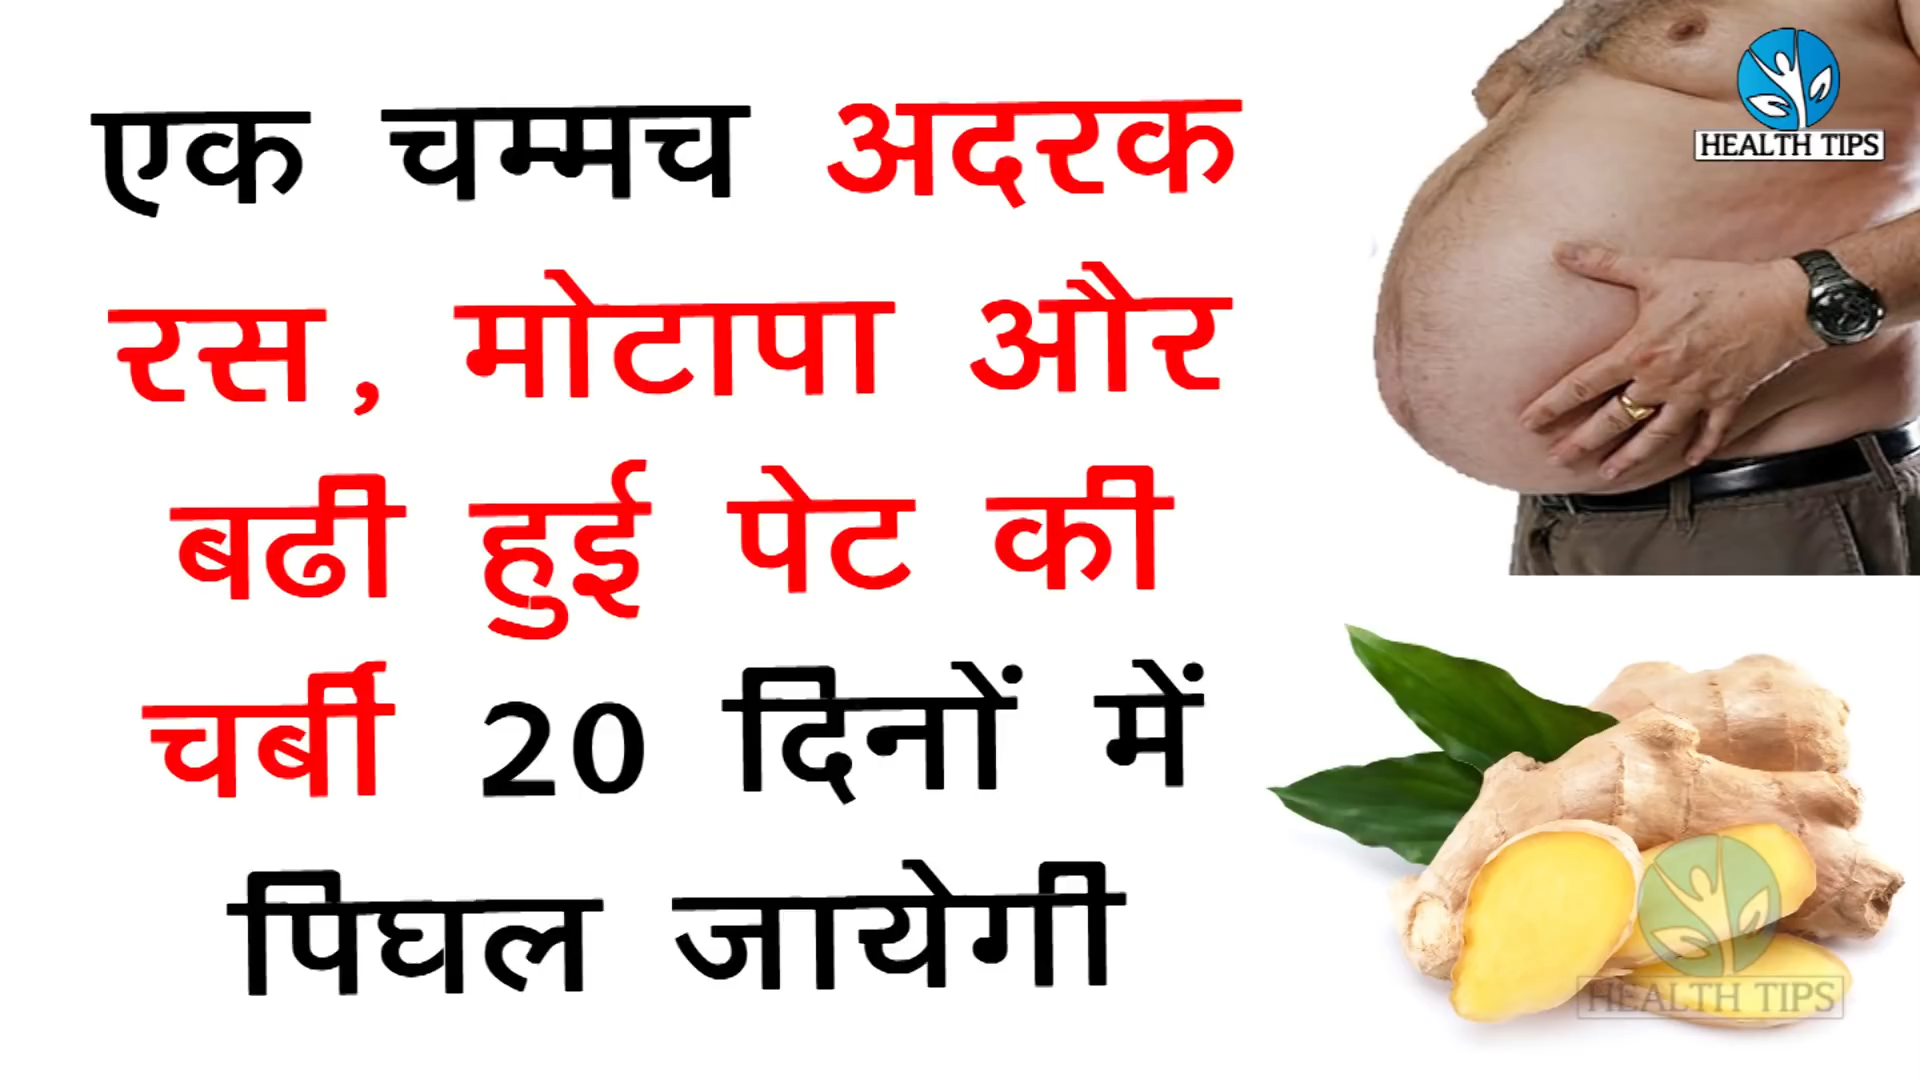 एक चम्मच अदरक
रस, मोटापा और
बढी हुई पेट की
चर्बी 20 दिनों में
पिघल जायेगी
HEALTH TIPS
HEALTH TIPS